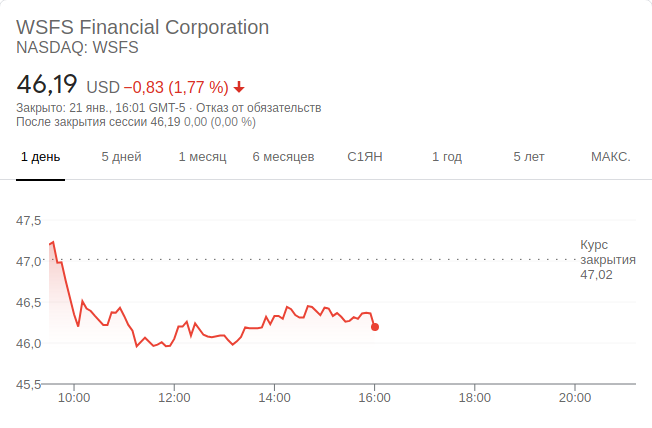 WSFS Financial Corporation
NASDAQ: WSFS
46,19 USD −0,83 (1,77 %)
Закрыто: 21 янв., 16:01 GMT-5 · Отказ от обязательств
После закрытия сессии 46,19 0,00 (0,00 %)
1 день 5 дней 1 месяц 6 месяцев С1ЯН 1 год 5 лет МАКС.
47,5
Курс
47,0 закрытия
47,02
46,5
46,0
45,5
10:00 12:00 14:00 16:00 18:00 20:00